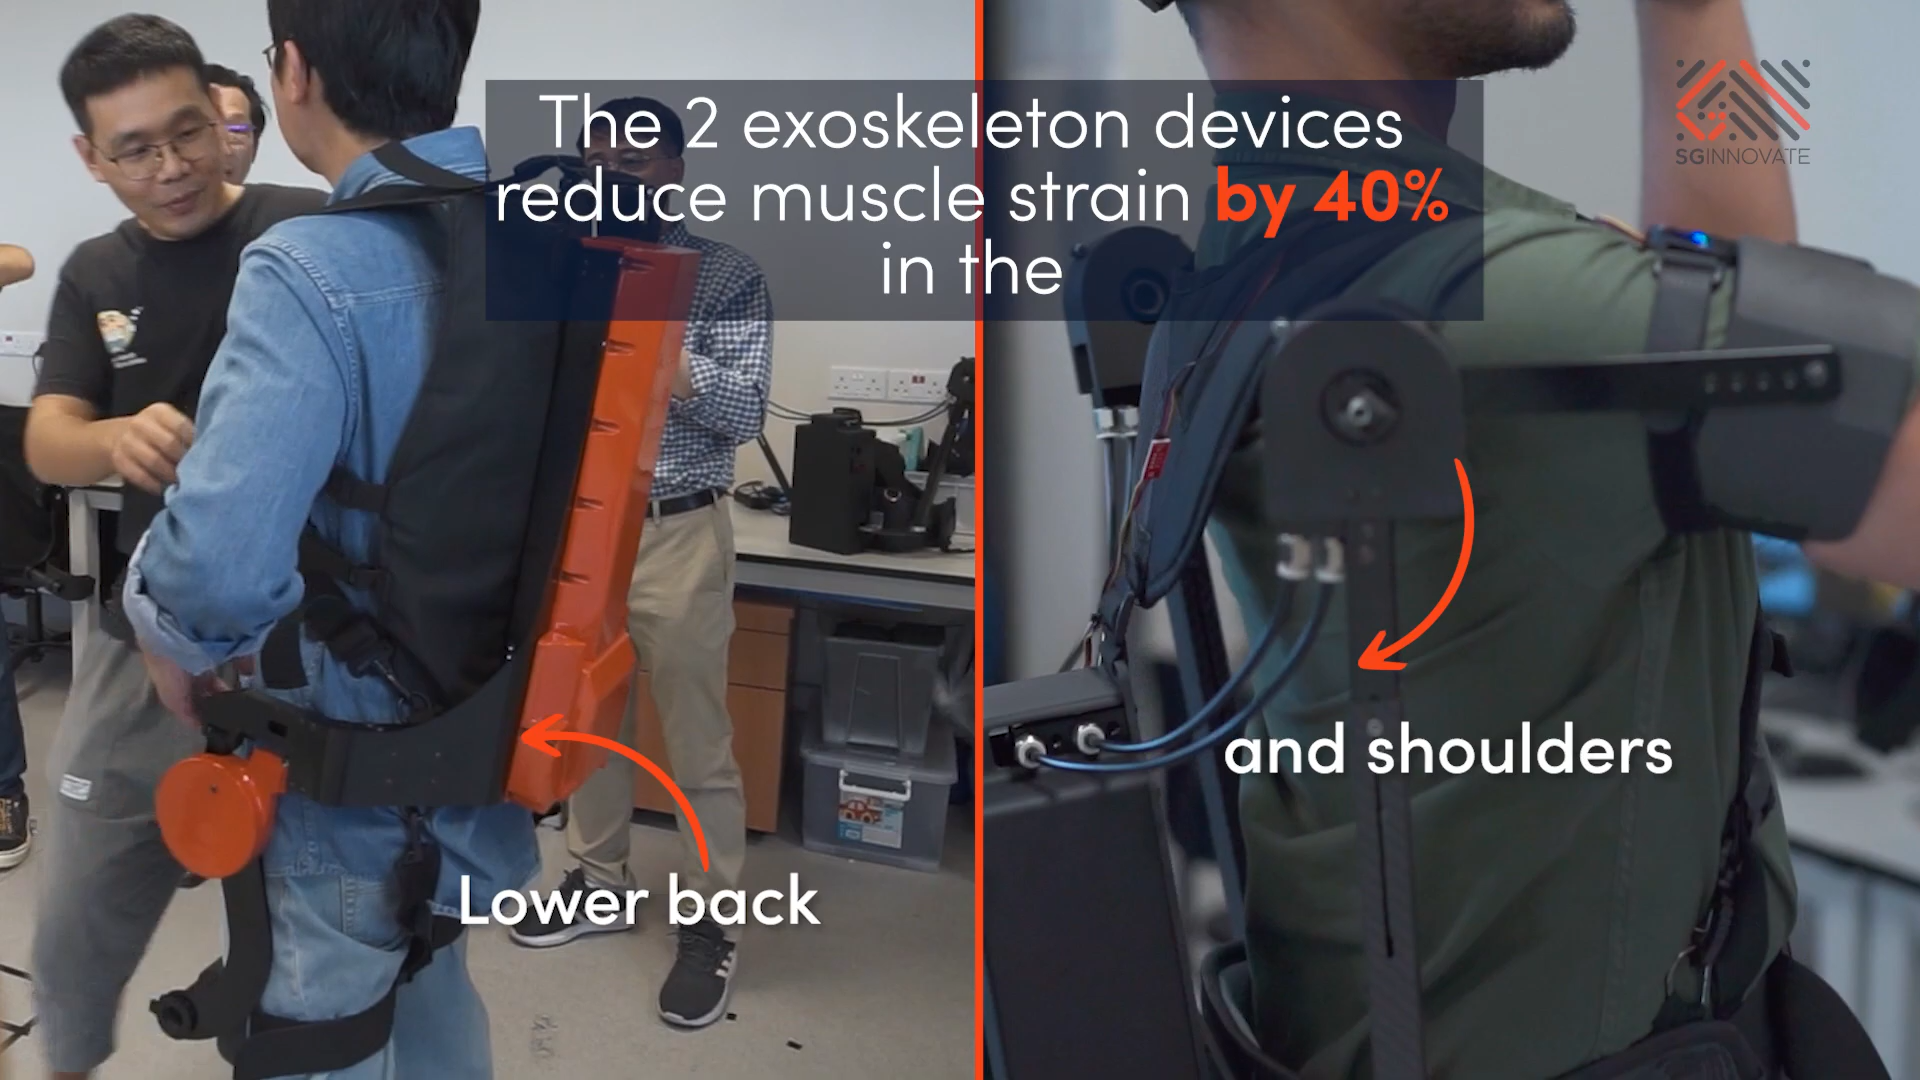 The 2 exoskeleton devices
reduce muscle strain by 40%
in the
SGINNOVATE
Lower back
and shoulders